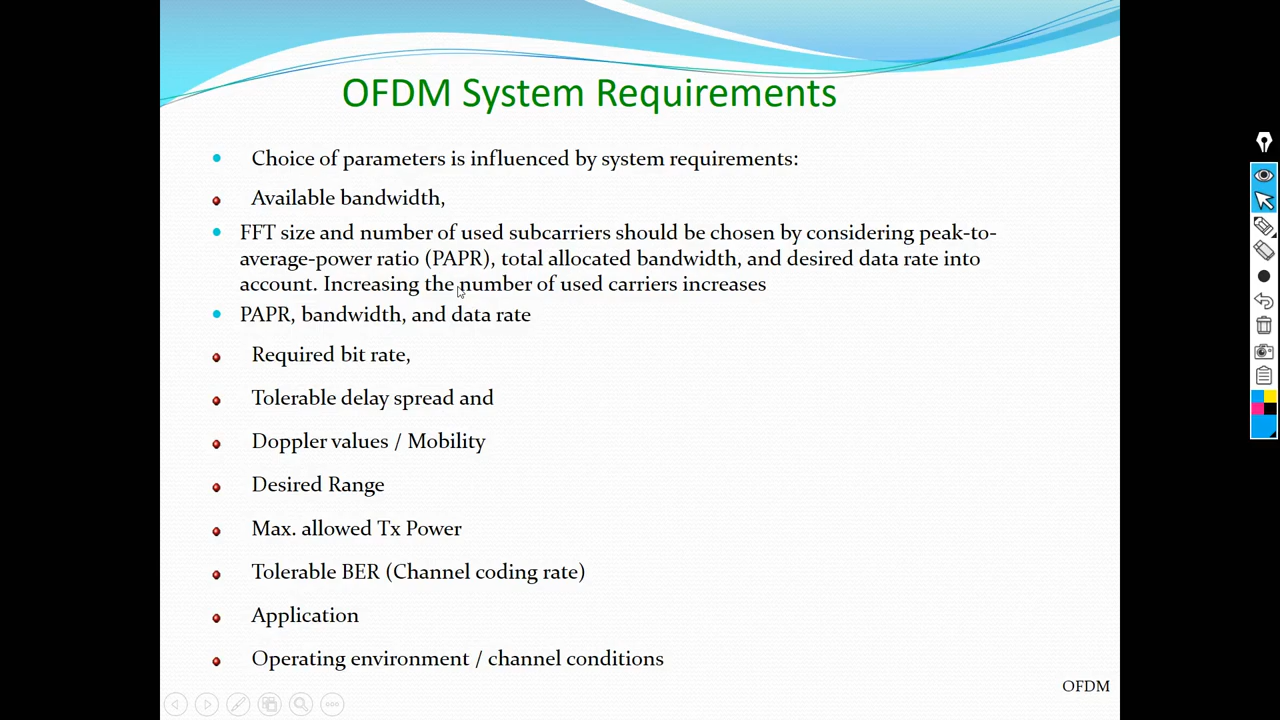 OFDM System Requirements
Choice of parameters is influenced by system requirements:
Available bandwidth,
FFT size and number of used subcarriers should be chosen by considering peak-to-
average-power ratio (PAPR), total allocated bandwidth, and desired data rate into
account. Increasing the number of used carriers increases
PAPR, bandwidth, and data rate
Required bit rate,
Tolerable delay spread and
Doppler values / Mobility
Desired Range
Max. allowed Tx Power
Tolerable BER (Channel coding rate)
Application
Operating environment / channel conditions
OFDM